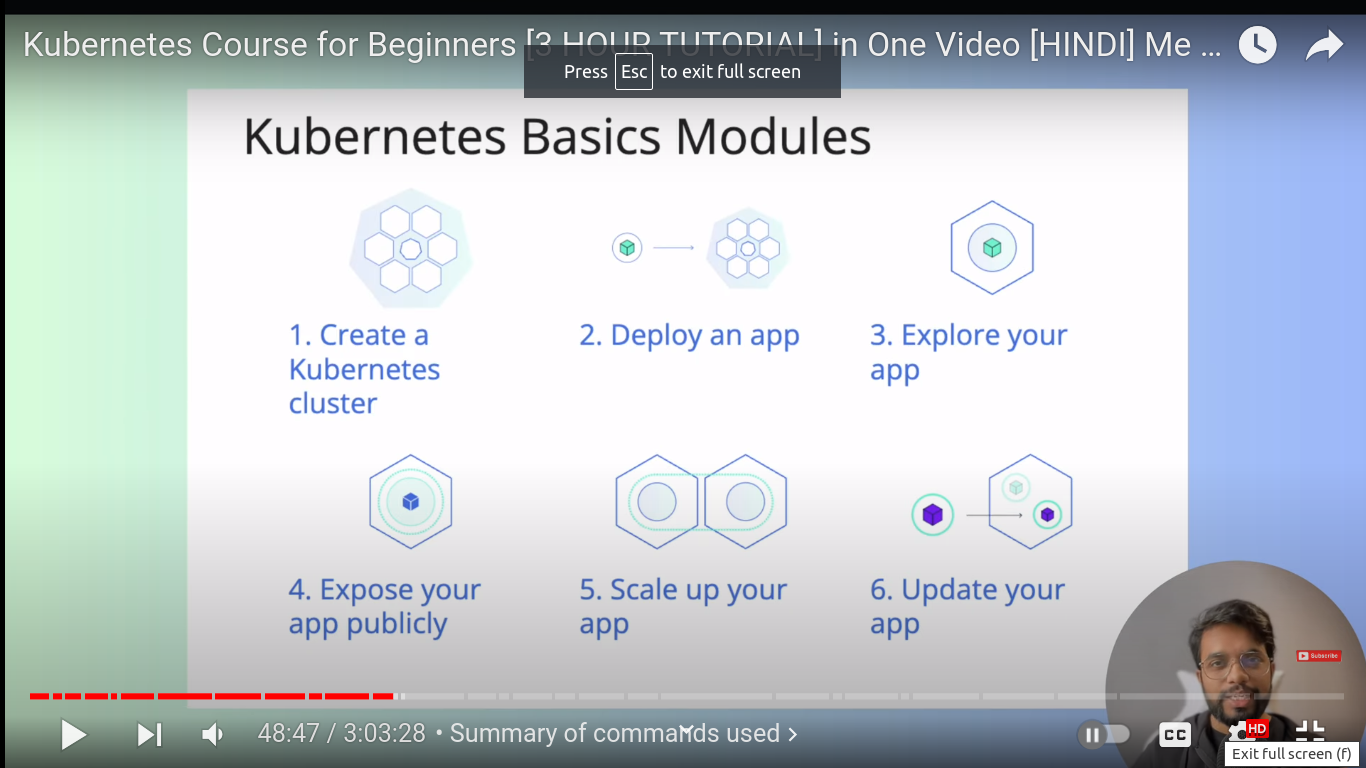 Kubernetes Course for Beginners [3 HOUR TUTORIAL] in One Video [HINDI] Me ...
Press Esc to exit full screen
Kubernetes Basics Modules
1. Create a
Kubernetes
cluster
2. Deploy an app
3. Explore your
app
4. Expose your
app publicly
5. Scale up your
app
6. Update your
app
Subscribe
48:47 / 3:03:28 • Summary of commands used
CC
HD
Exit full screen (f)